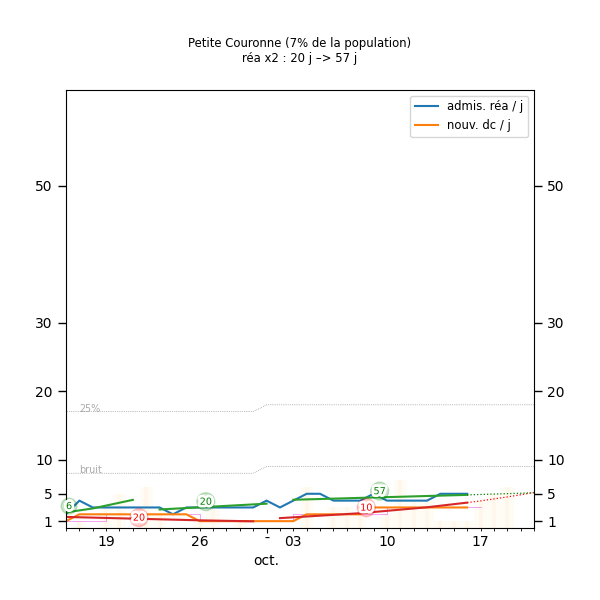 Petite Couronne (7% de la population)
réa x2 : 20 j –> 57 j
admis. réa / j
nouv. dc / j
50 50
30 30
20 20
25%
10 10
bruit
5 5
1 1
6 20 20 57 10
19 26 - 03 10 17
oct.